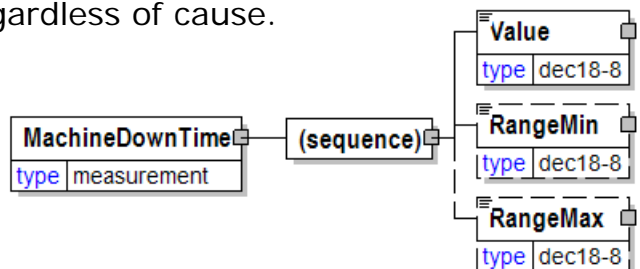 gardless of cause.
Value
type dec18-8
MachineDownTime
type measurement
(sequence)
RangeMin
type dec18-8
RangeMax
type dec18-8